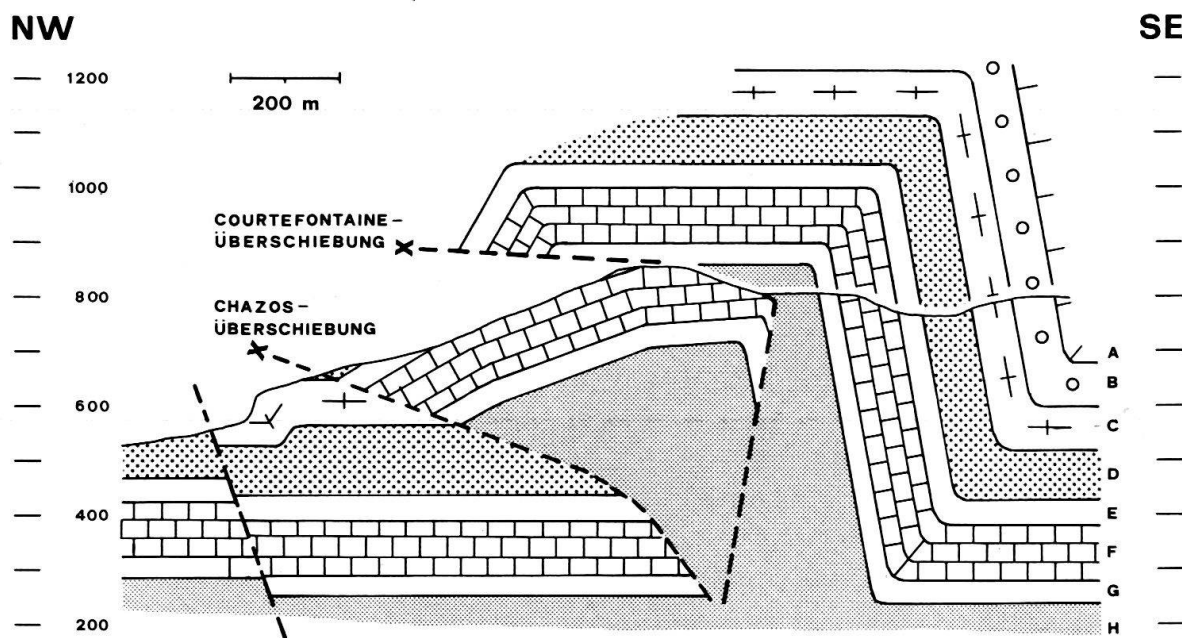 NW
SE
1200
200 m
1000
COURTEFONTAINE-
ÜBERSCHIEBUNG
800
CHAZOS-
ÜBERSCHIEBUNG
A
B
600
C
D
E
400
F
G
200
H